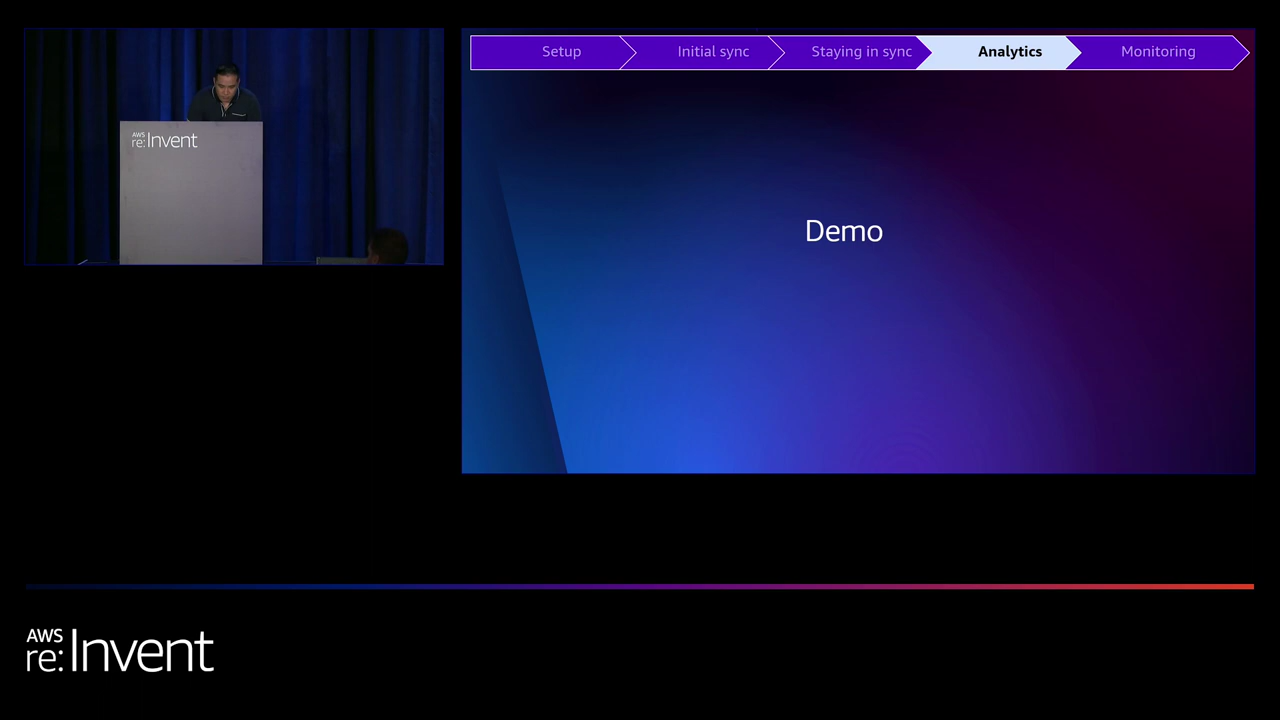 AWS
re:Invent
Setup
Initial sync
Staying in sync
Analytics
Monitoring
Demo
AWS
re:Invent